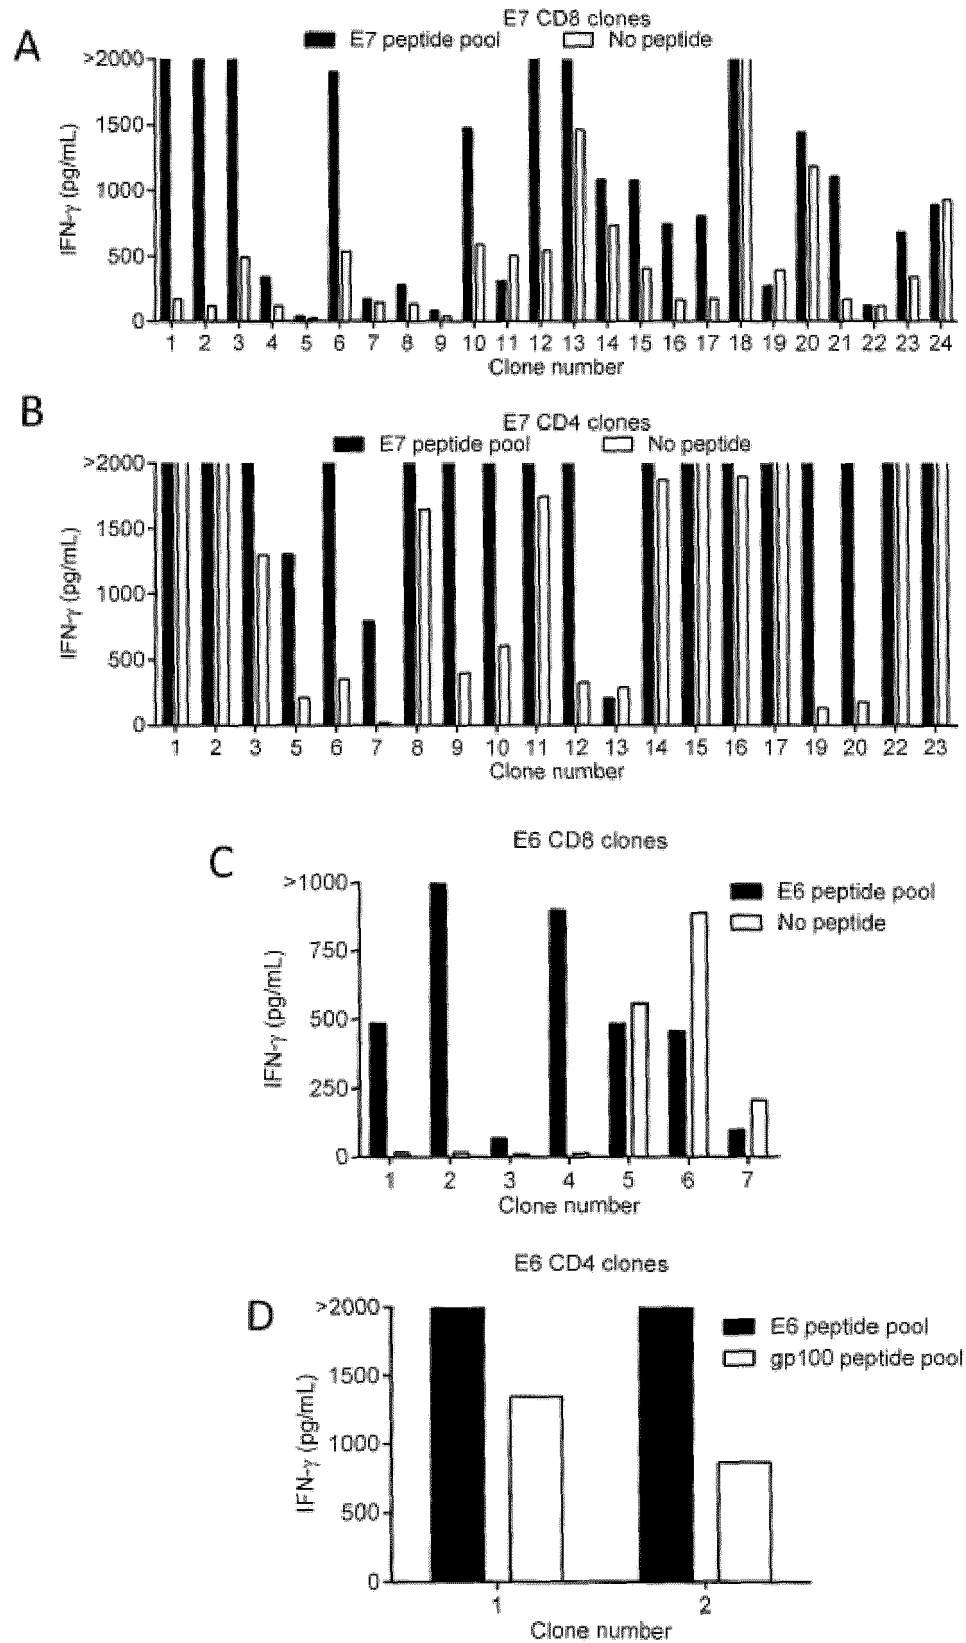 A
E7 CD8 clones
E7 peptide pool No peptide
>2000
1500
1000
500
0
IFN-γ (pg/mL)
1 2 3 4 5 6 7 8 9 10 11 12 13 14 15 16 17 18 19 20 21 22 23 24
Clone number
B
E7 CD4 clones
E7 peptide pool No peptide
>2000
1500
1000
500
0
IFN-γ (pg/mL)
1 2 3 5 6 7 8 9 10 11 12 13 14 15 16 17 19 20 22 23
Clone number
C
E6 CD8 clones
E6 peptide pool
No peptide
>1000
750
500
250
0
IFN-γ (pg/mL)
1 2 3 4 5 6 7
Clone number
D
E6 CD4 clones
E6 peptide pool
gp100 peptide pool
>2000
1500
1000
500
0
IFN-γ (pg/mL)
1 2
Clone number